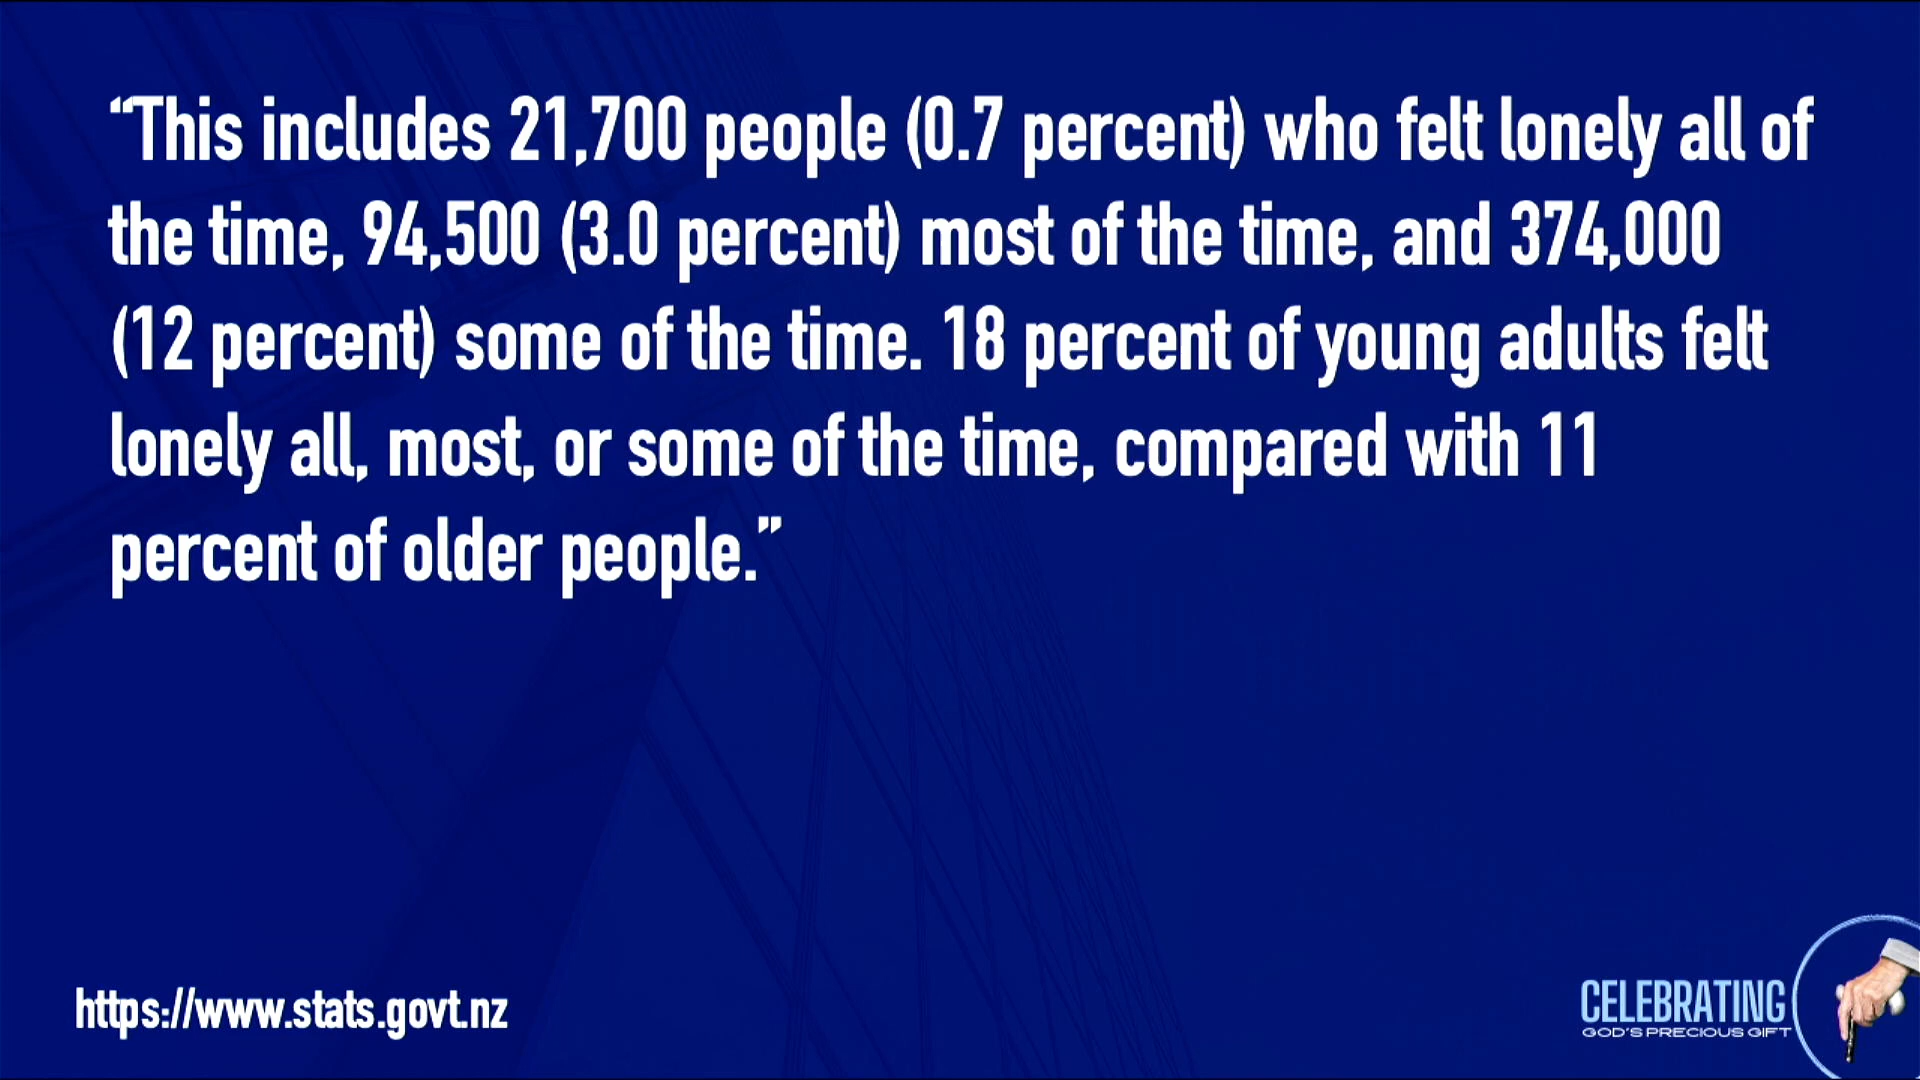 “This includes 21,700 people (0.7 percent) who felt lonely all of
the time, 94,500 (3.0 percent) most of the time, and 374,000
(12 percent) some of the time. 18 percent of young adults felt
lonely all, most, or some of the time, compared with 11
percent of older people.”
https://www.stats.govt.nz
CELEBRATING
GOD'S PRECIOUS GIFT